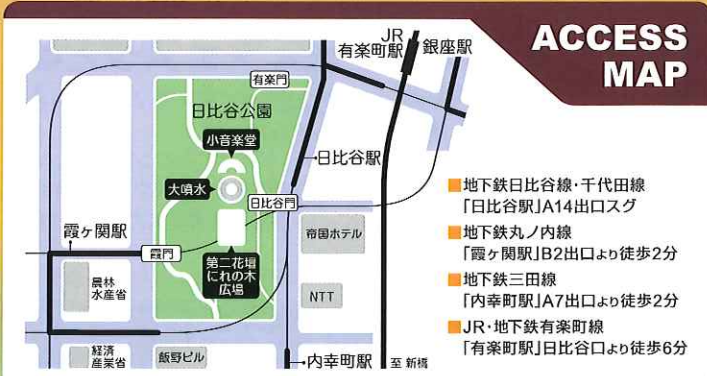 ACCESS
MAP
JR
有楽町駅
銀座駅
有楽門
日比谷公園
小音楽堂
日比谷駅
大噴水
日比谷門
霞ヶ関駅
霞門
帝国ホテル
第二花壇
にれの木
広場
農林
水産省
NTT
経済
産業省
飯野ビル
内幸町駅
至 新橋
■地下鉄日比谷線・千代田線
「日比谷駅」A14出口スグ
■地下鉄丸ノ内線
「霞ヶ関駅」B2出口より徒歩2分
■地下鉄三田線
「内幸町駅」A7出口より徒歩2分
■JR・地下鉄有楽町線
「有楽町駅」日比谷口より徒歩6分